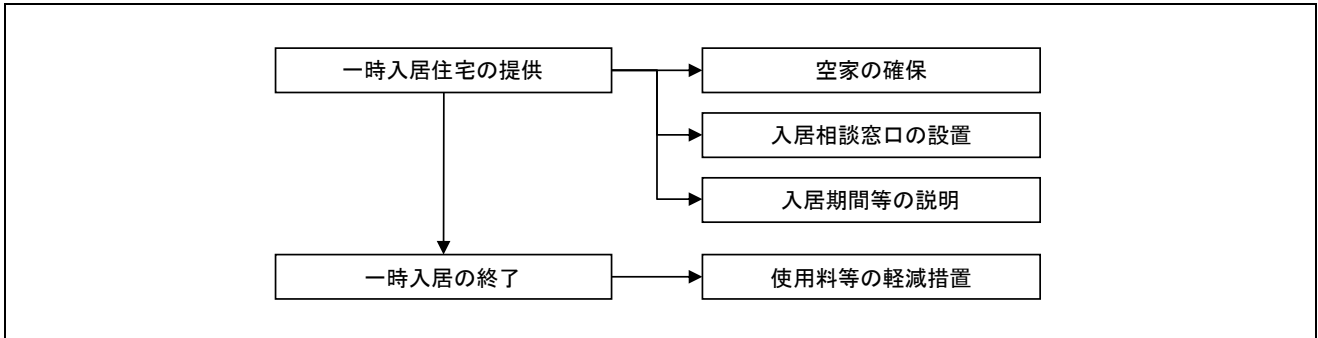 一時入居住宅の提供
空家の確保
入居相談窓口の設置
入居期間等の説明
一時入居の終了
使用料等の軽減措置